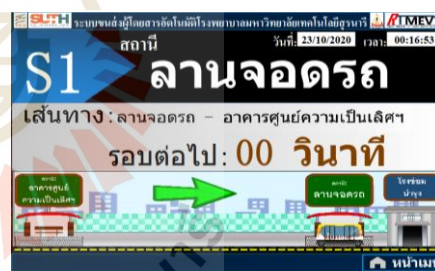 SUTH ระบบขนส่งผู้โดยสารอัตโนมัติโรงพยาบาลมหาวิทยาลัยเทคโนโลยีสุรนารี RTMEV
S1
สถานี
วันที่: 23/10/2020 เวลา: 00:16:53
ลานจอดรถ
เส้นทาง : ลานจอดรถ - อาคารศูนย์ความเป็นเลิศฯ
รอบต่อไป : 00 วินาที
สถานี
อาคารศูนย์
ความเป็นเลิศฯ
สถานี
ลานจอดรถ
โรงซ่อม
บำรุง